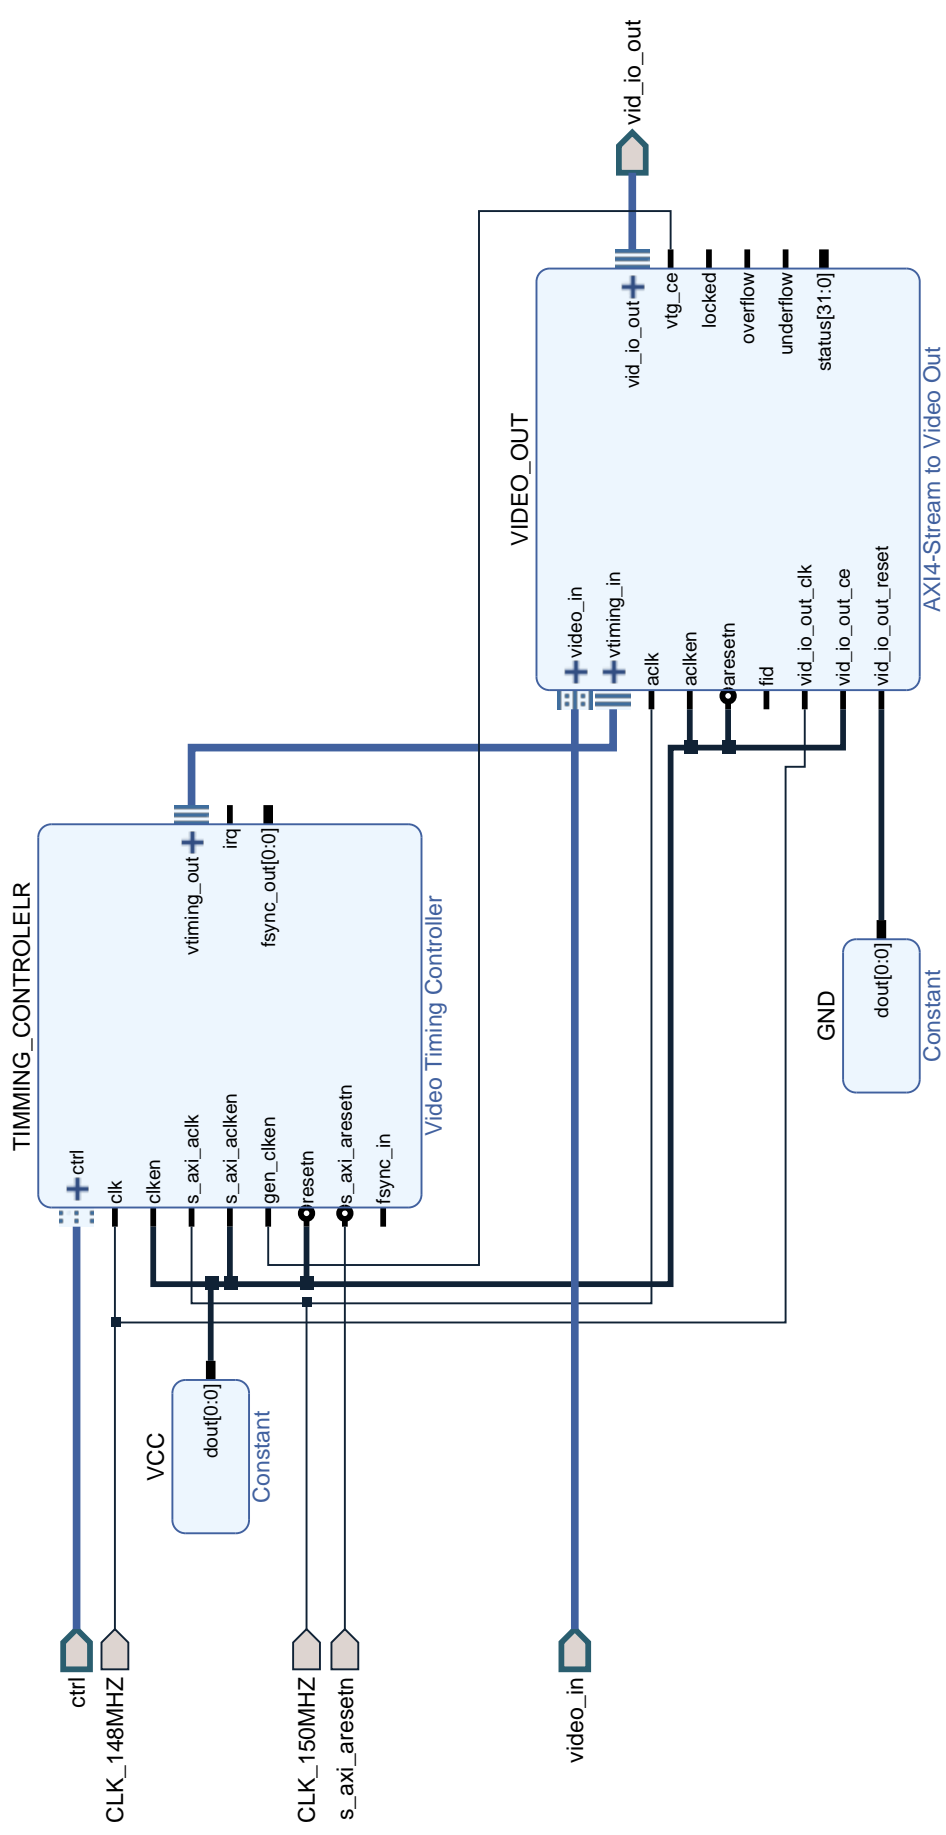 TIMMING_CONTROLELR
ctrl
clk
clken
s_axi_aclk
s_axi_aclken
gen_clken
resetn
s_axi_aresetn
fsync_in
vtiming_out
irq
fsync_out[0:0]
Video Timing Controller
VCC
dout[0:0]
Constant
ctrl
CLK_148MHZ
CLK_150MHZ
s_axi_aresetn
video_in
VIDEO_OUT
video_in
vtiming_in
aclk
aclken
aresetn
fid
vid_io_out_clk
vid_io_out_ce
vid_io_out_reset
vid_io_out
vtg_ce
locked
overflow
underflow
status[31:0]
AXI4-Stream to Video Out
GND
dout[0:0]
Constant
vid_io_out